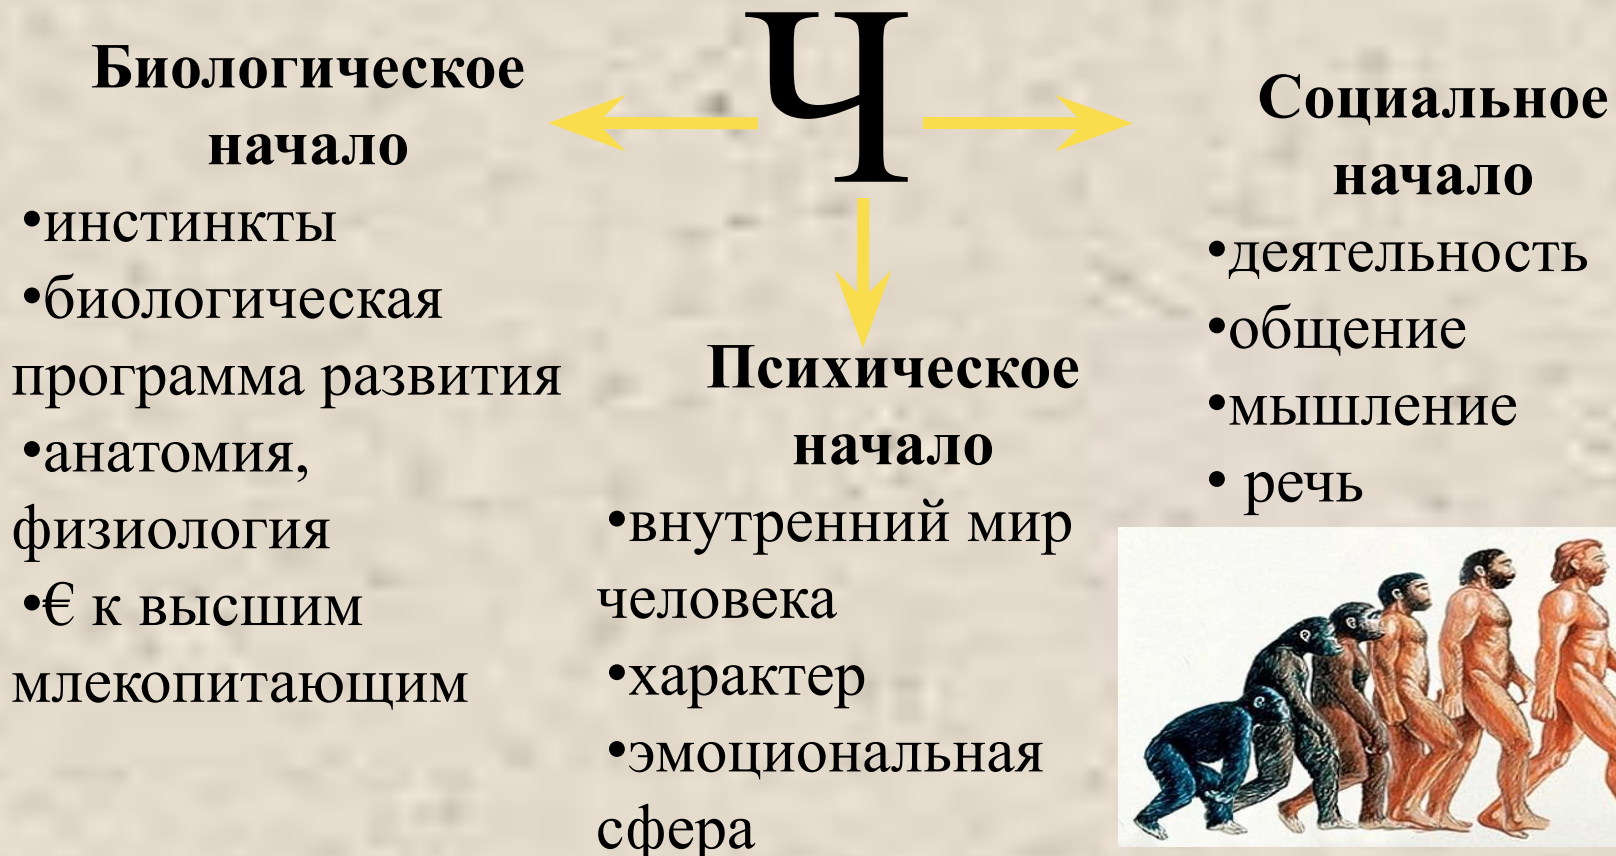 Ч
Биологическое
начало
•инстинкты
•биологическая
программа развития
•анатомия,
физиология
•€ к высшим
млекопитающим
Психическое
начало
•внутренний мир
человека
•характер
•эмоциональная
сфера
Социальное
начало
•деятельность
•общение
•мышление
• речь